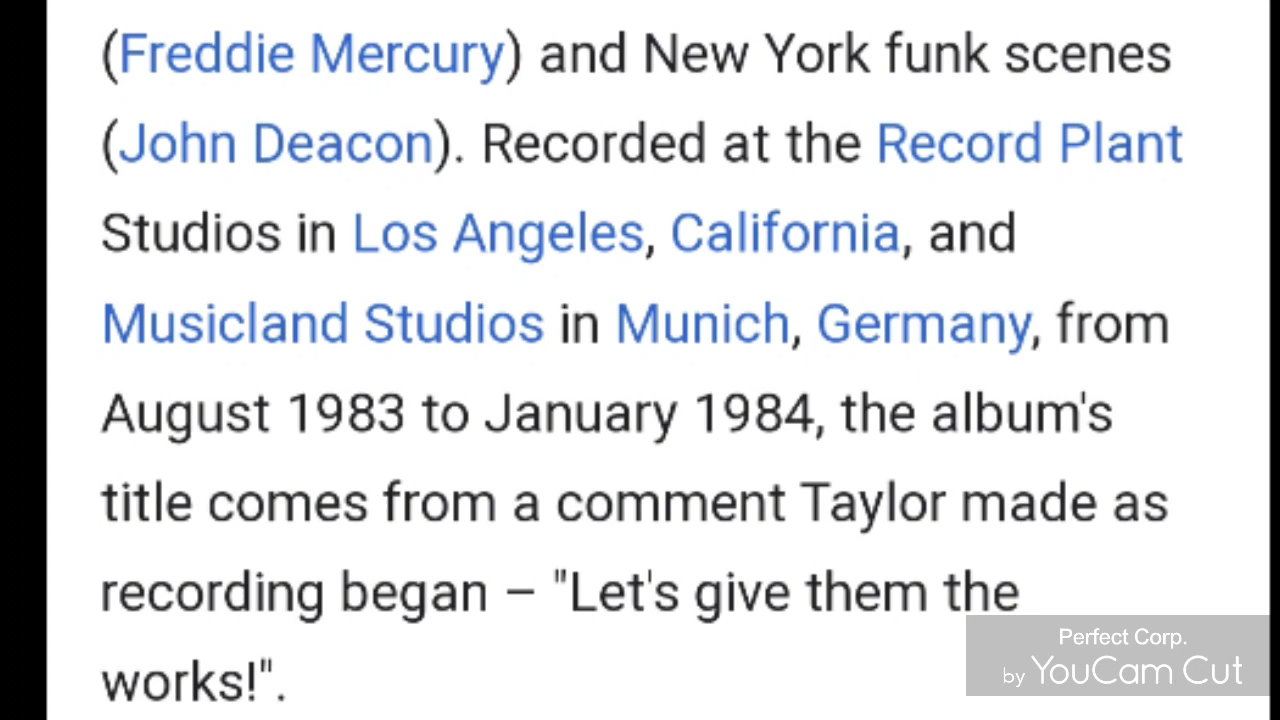 (Freddie Mercury) and New York funk scenes
(John Deacon). Recorded at the Record Plant
Studios in Los Angeles, California, and
Musicland Studios in Munich, Germany, from
August 1983 to January 1984, the album's
title comes from a comment Taylor made as
recording began – "Let's give them the
works!".
Perfect Corp.
by YouCam Cut